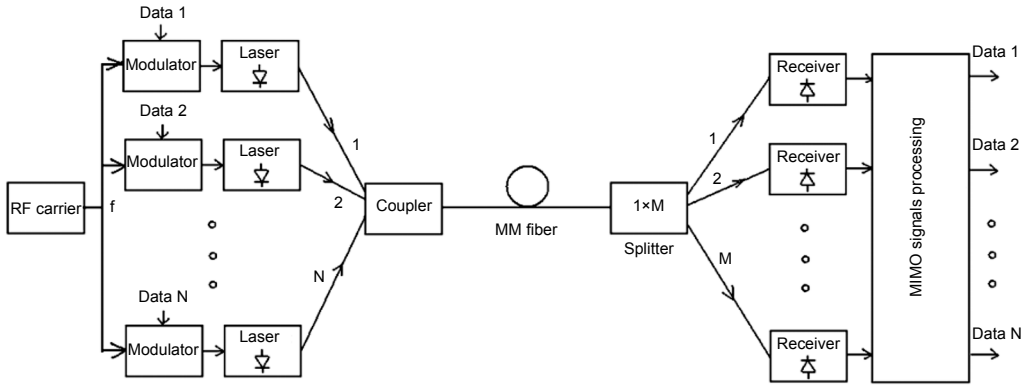 Data 1
Modulator
Laser
Data 2
Modulator
Laser
RF carrier
f
Data N
Modulator
Laser
1
2
N
Coupler
MM fiber
1×M
Splitter
1
2
M
Receiver
Receiver
Receiver
MIMO signals processing
Data 1
Data 2
Data N